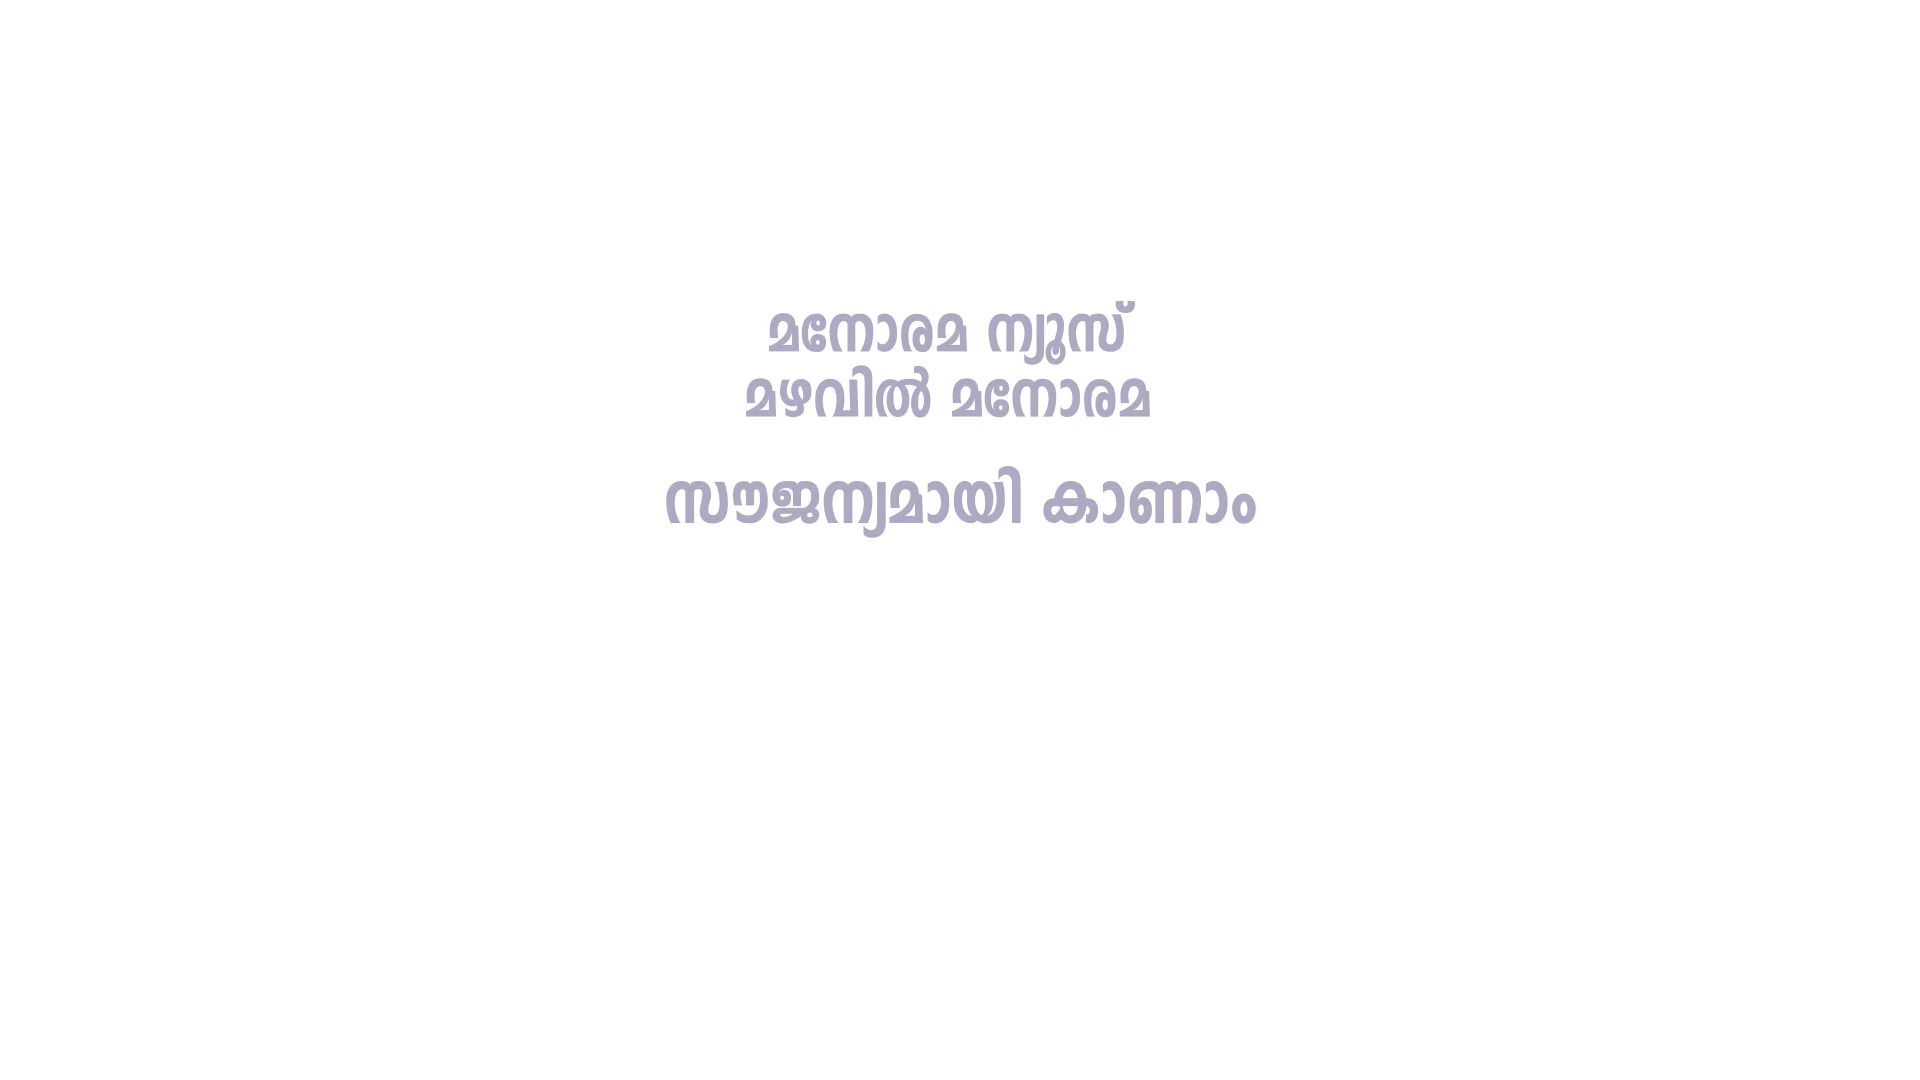 മനോരമ ന്യൂസ്
മഴവിൽ മനോരമ
സൗജന്യമായി കാണാം